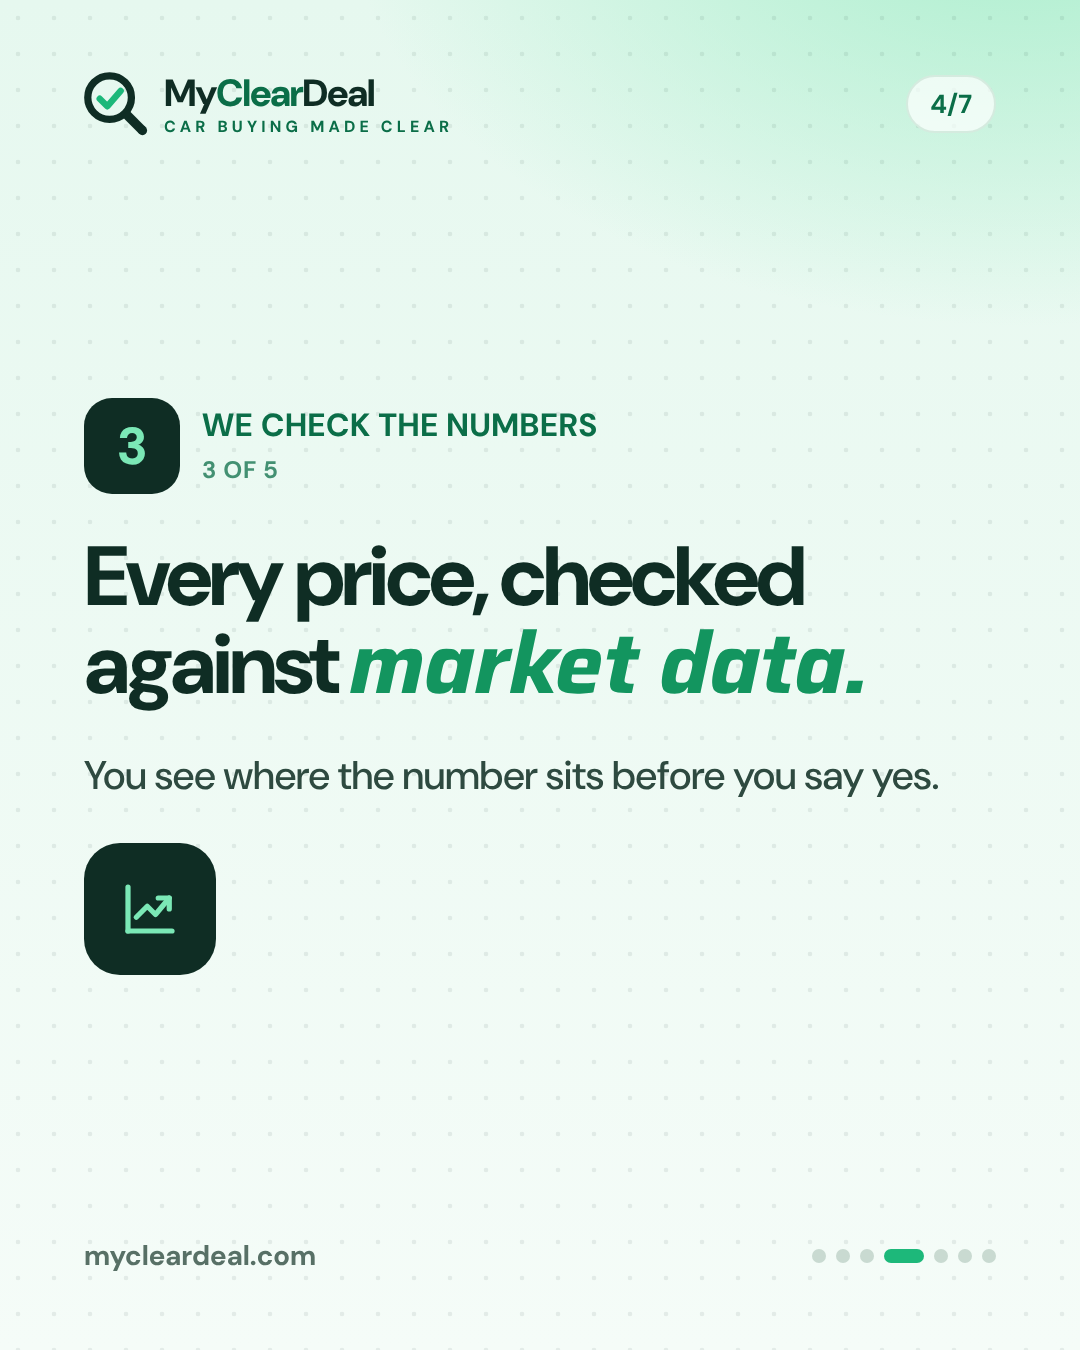 MyClearDeal
CAR BUYING MADE CLEAR
4/7
3
WE CHECK THE NUMBERS
3 OF 5
Every price, checked
against market data.
You see where the number sits before you say yes.
mycleardeal.com